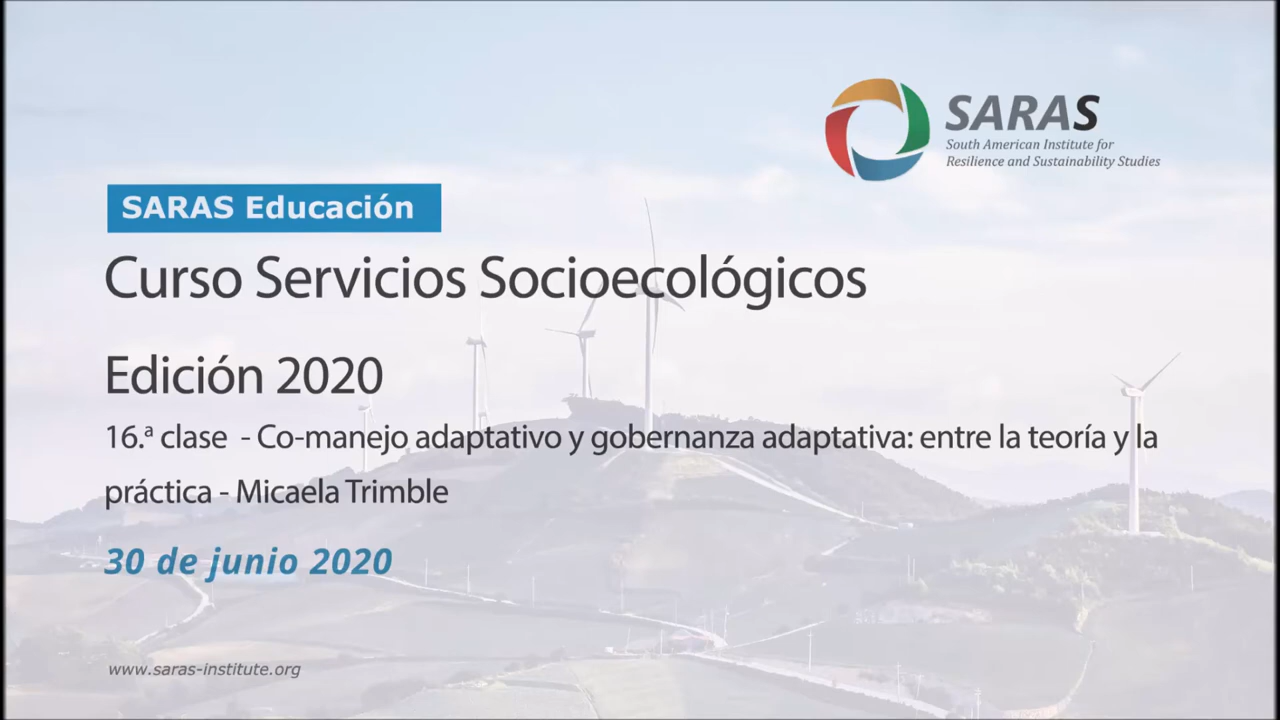 SARAS
South American Institute for
Resilience and Sustainability Studies
SARAS Educación
Curso Servicios Socioecológicos
Edición 2020
16.ª clase - Co-manejo adaptativo y gobernanza adaptativa: entre la teoría y la
práctica - Micaela Trimble
30 de junio 2020
www.saras-institute.org